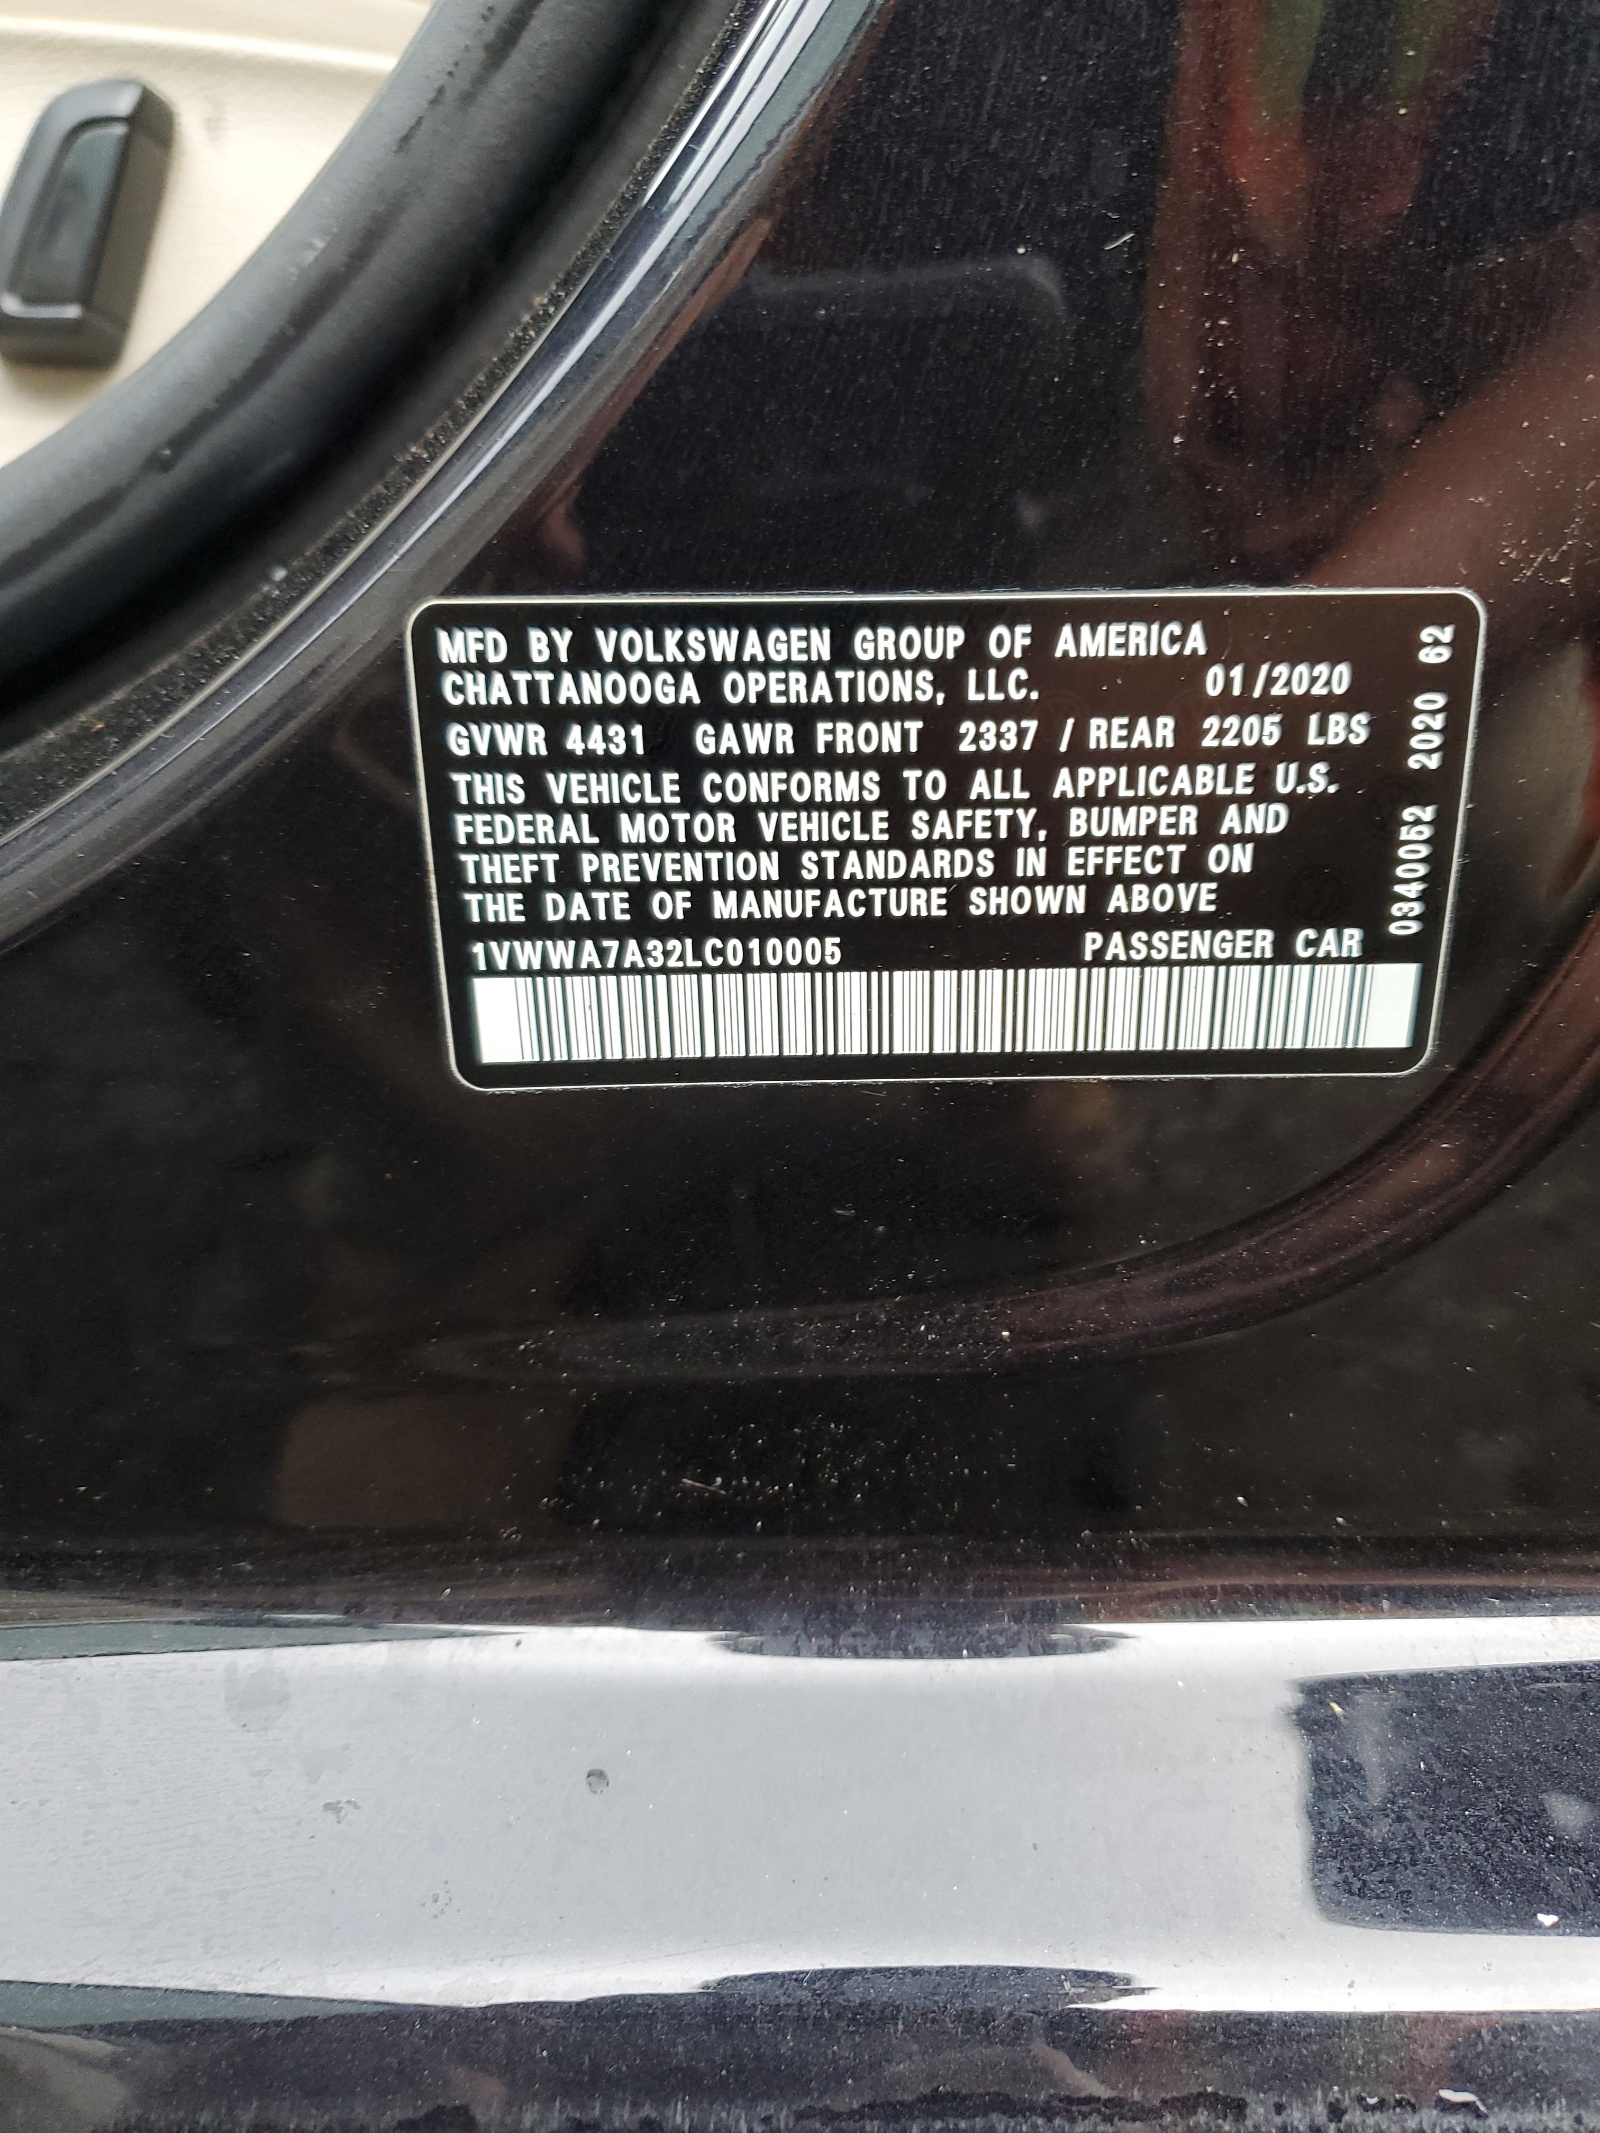 MFD BY VOLKSWAGEN GROUP OF AMERICA
CHATTANOOGA OPERATIONS, LLC. 01/2020
GVWR 4431 GAWR FRONT 2337 / REAR 2205 LBS
THIS VEHICLE CONFORMS TO ALL APPLICABLE U.S.
FEDERAL MOTOR VEHICLE SAFETY, BUMPER AND
THEFT PREVENTION STANDARDS IN EFFECT ON
THE DATE OF MANUFACTURE SHOWN ABOVE
1VWWA7A32LC010005 PASSENGER CAR
0340052 2020 62